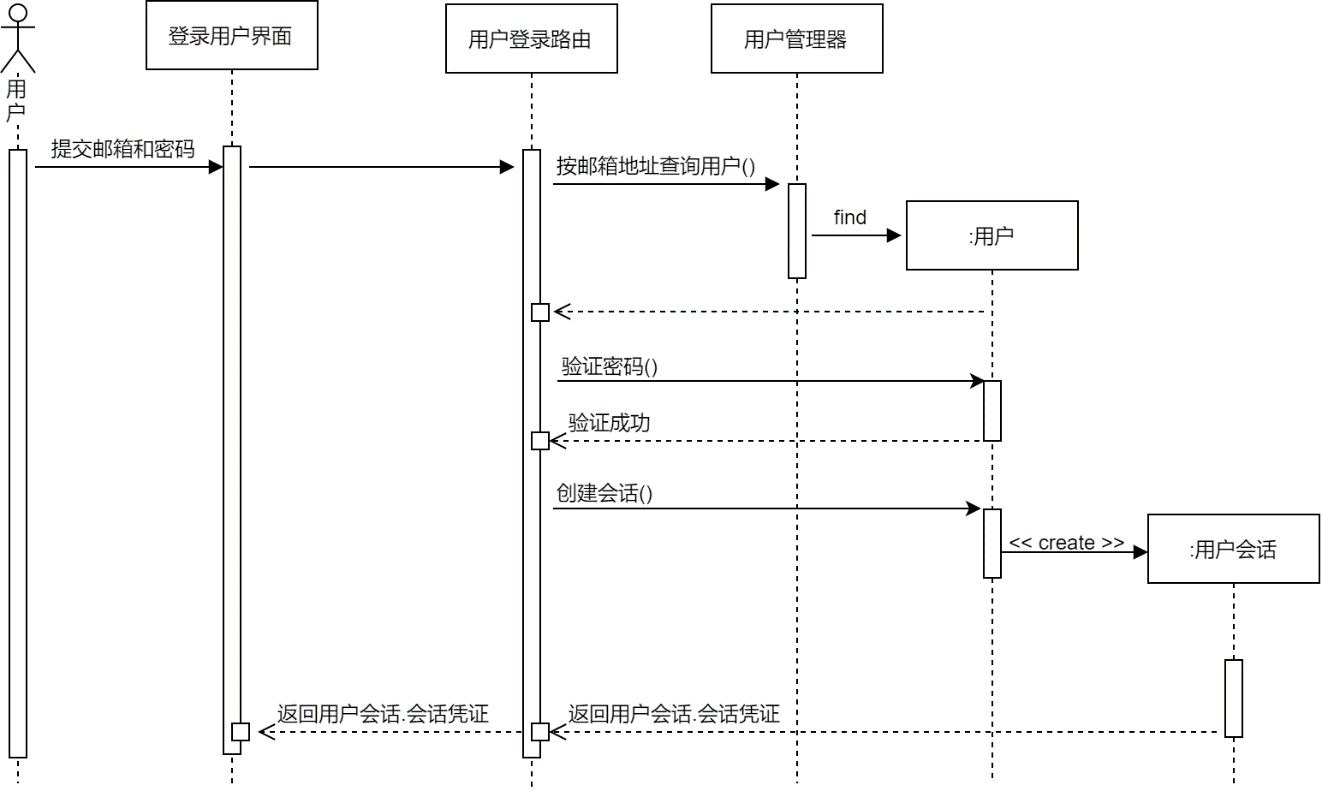 登录用户界面
用户登录路由
用户管理器
用
户
提交邮箱和密码
按邮箱地址查询用户()
find
:用户
验证密码()
验证成功
创建会话()
<< create >>
:用户会话
返回用户会话.会话凭证
返回用户会话.会话凭证